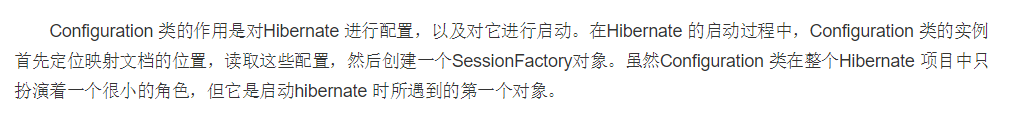 Configuration 类的作用是对Hibernate 进行配置，以及对它进行启动。在Hibernate 的启动过程中，Configuration 类的实例
首先定位映射文档的位置，读取这些配置，然后创建一个SessionFactory对象。虽然Configuration 类在整个Hibernate 项目中只
扮演着一个很小的角色，但它是启动hibernate 时所遇到的第一个对象。